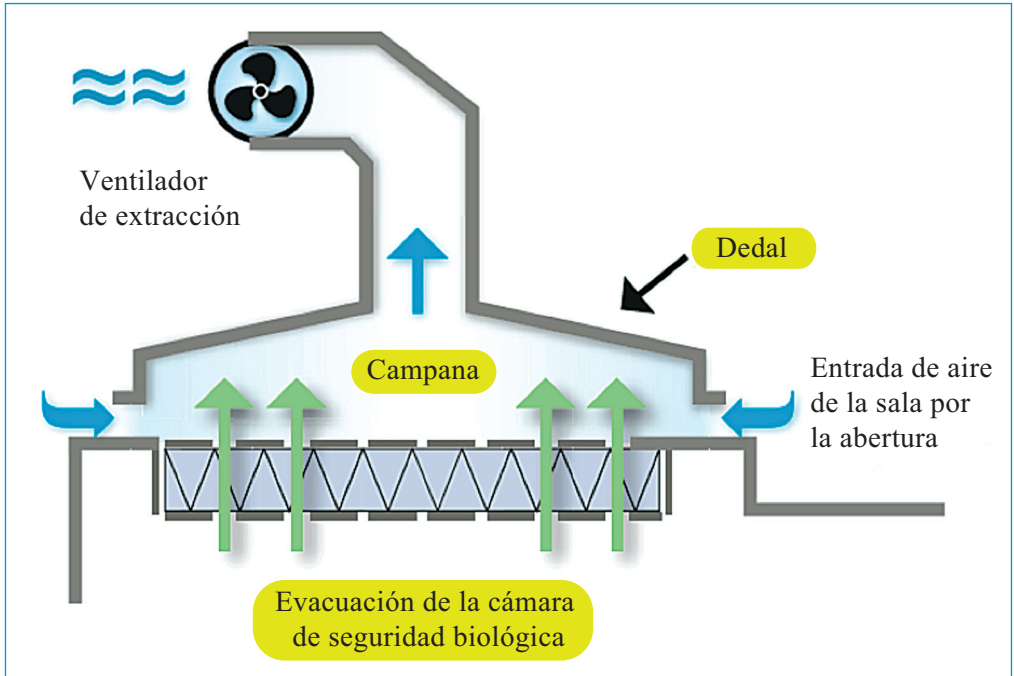 Ventilador
de extracción
Dedal
Campana
Entrada de aire
de la sala por
la abertura
Evacuación de la cámara
de seguridad biológica